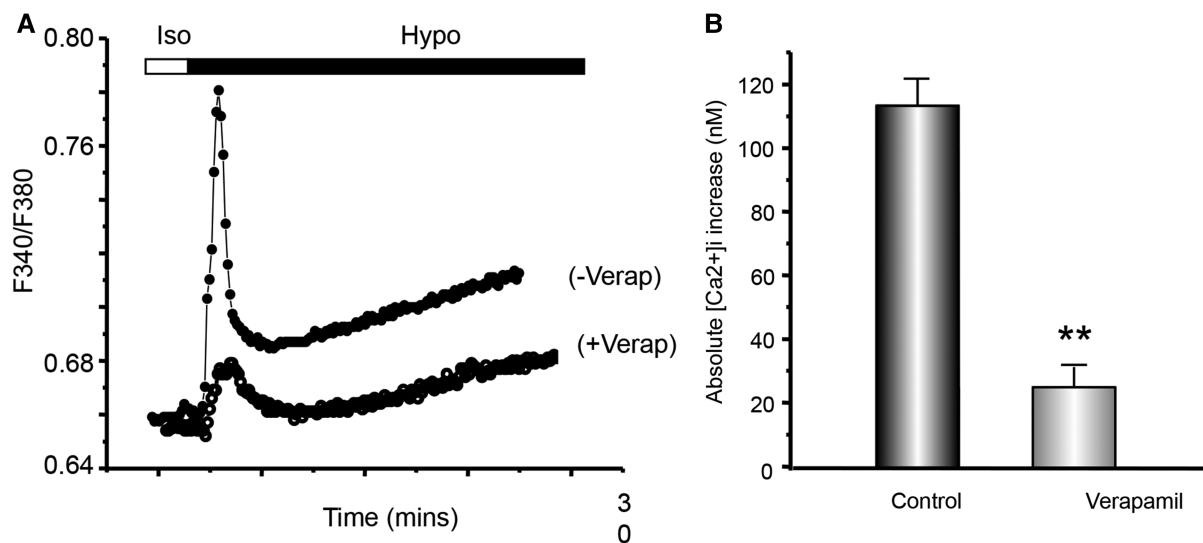 A
0.80
Iso
Hypo
0.76
F340/F380
(-Verap)
(+Verap)
0.68
0.64
Time (mins)
3
0
B
120
100
80
60
40
20
0
Absolute [Ca2+]i increase (nM)
**
Control
Verapamil